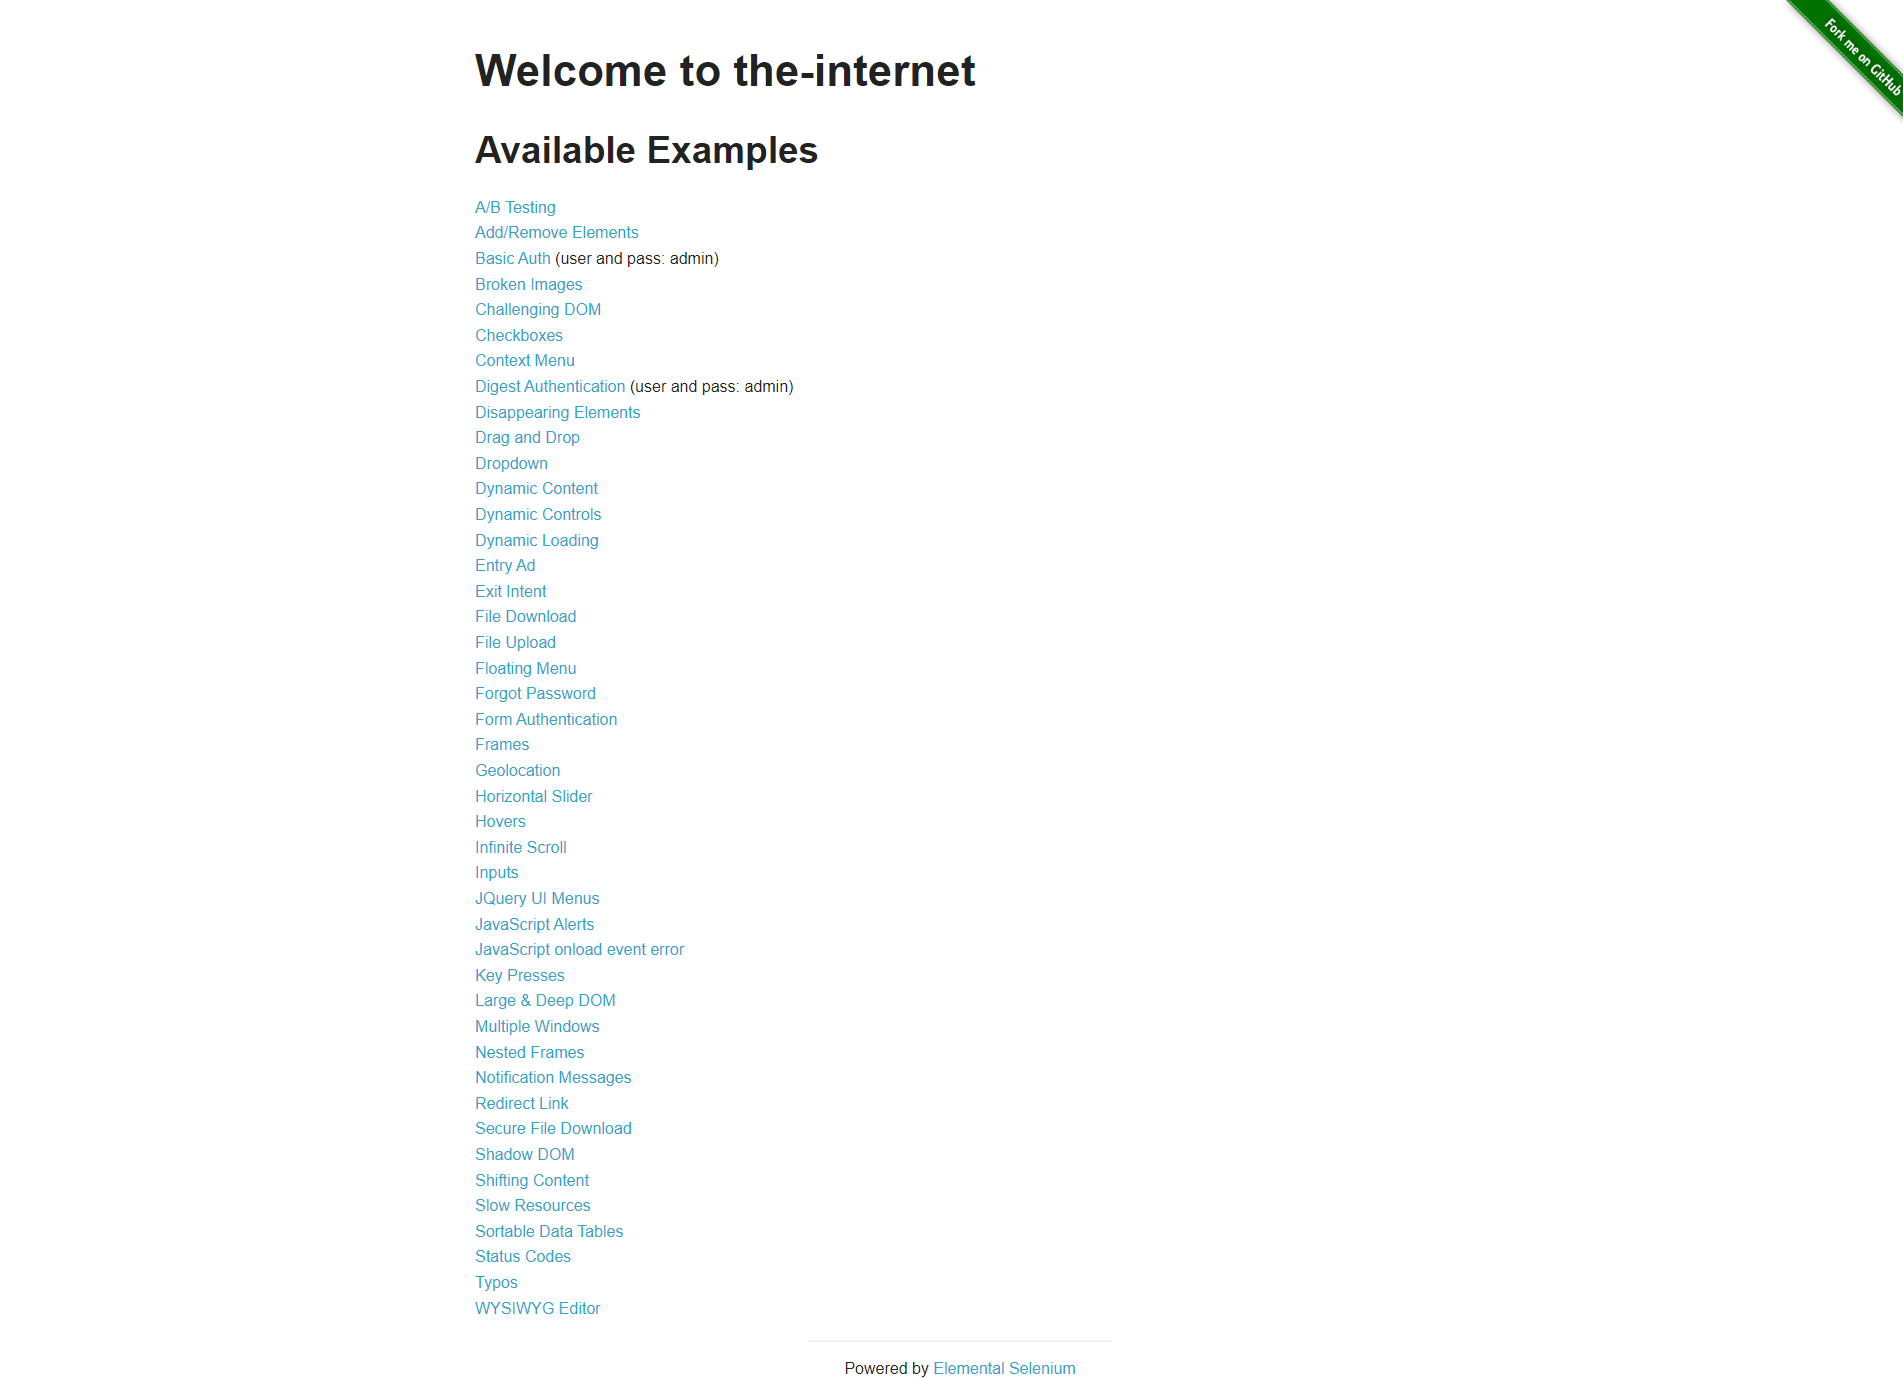 Fork me on GitHub
Welcome to the-internet
Available Examples
A/B Testing
Add/Remove Elements
Basic Auth (user and pass: admin)
Broken Images
Challenging DOM
Checkboxes
Context Menu
Digest Authentication (user and pass: admin)
Disappearing Elements
Drag and Drop
Dropdown
Dynamic Content
Dynamic Controls
Dynamic Loading
Entry Ad
Exit Intent
File Download
File Upload
Floating Menu
Forgot Password
Form Authentication
Frames
Geolocation
Horizontal Slider
Hovers
Infinite Scroll
Inputs
JQuery UI Menus
JavaScript Alerts
JavaScript onload event error
Key Presses
Large & Deep DOM
Multiple Windows
Nested Frames
Notification Messages
Redirect Link
Secure File Download
Shadow DOM
Shifting Content
Slow Resources
Sortable Data Tables
Status Codes
Typos
WYSIWYG Editor
Powered by Elemental Selenium